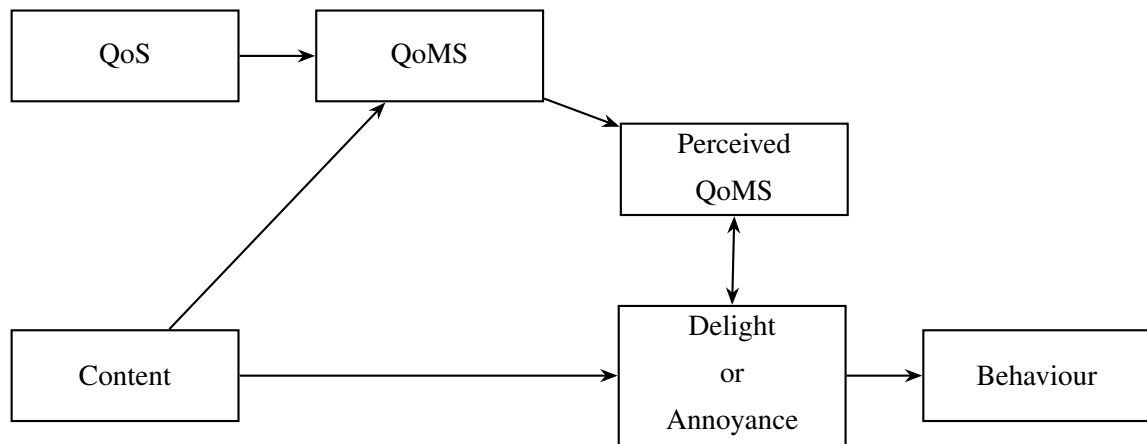 QoS
QoMS
Perceived
QoMS
Content
Delight
or
Annoyance
Behaviour